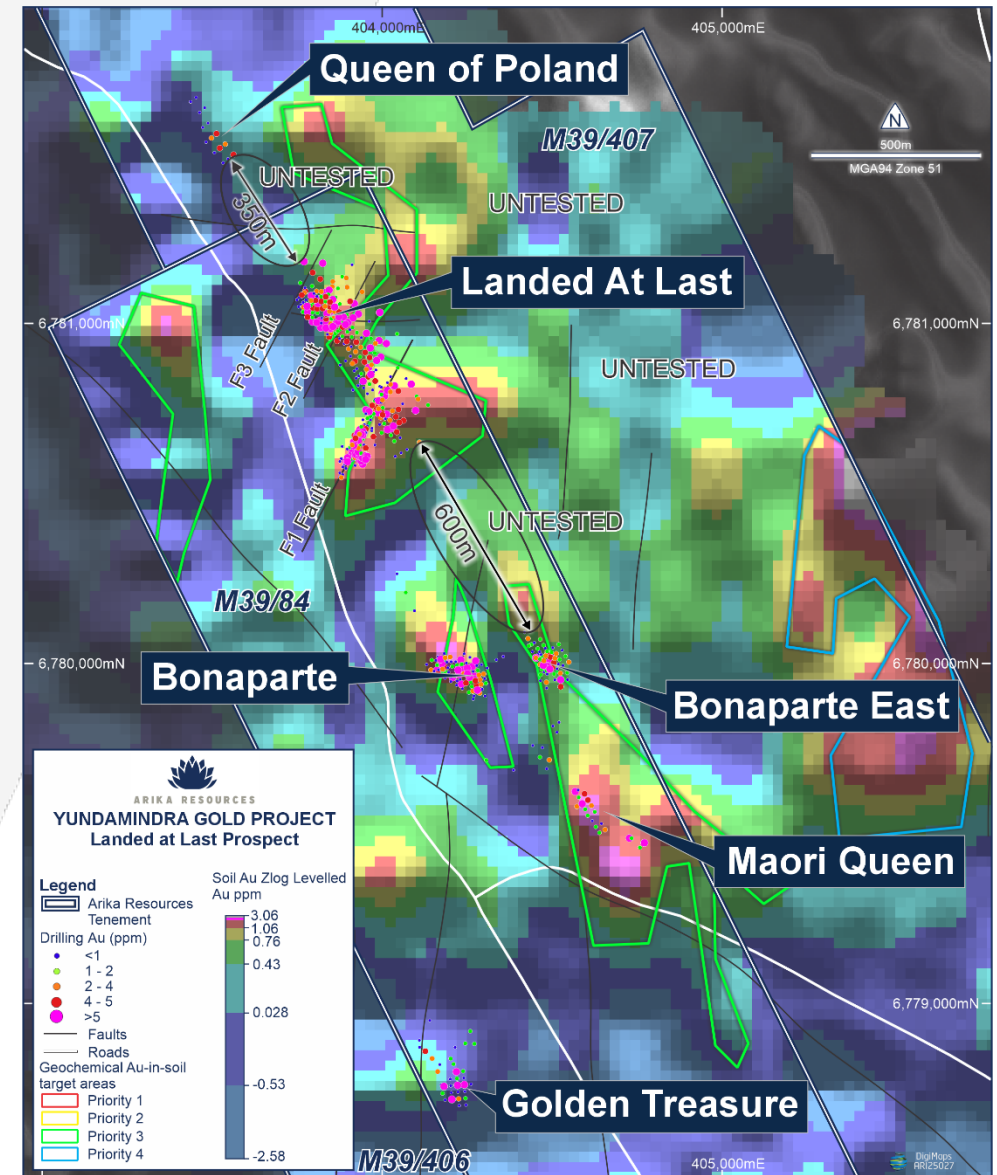 404,000mE
405,000mE
Queen of Poland
N
500m
MGA94 Zone 51
M39/407
UNTESTED
UNTESTED
350m
Landed At Last
6,781,000mN
6,781,000mN
F3 Fault
F2 Fault
UNTESTED
F1 Fault
600m
UNTESTED
M39/84
6,780,000mN
6,780,000mN
Bonaparte
Bonaparte East
Maori Queen
6,779,000mN
Golden Treasure
M39/406
405,000mE
DigiMaps
ARI25027
ARIKA RESOURCES
YUNDAMINDRA GOLD PROJECT
Landed at Last Prospect
Legend
Arika Resources
Tenement
Drilling Au (ppm)
<1
1 - 2
2 - 4
4 - 5
>5
Faults
Roads
Geochemical Au-in-soil
target areas
Priority 1
Priority 2
Priority 3
Priority 4
Soil Au Zlog Levelled
Au ppm
3.06
1.06
0.76
0.43
0.028
-0.53
-2.58